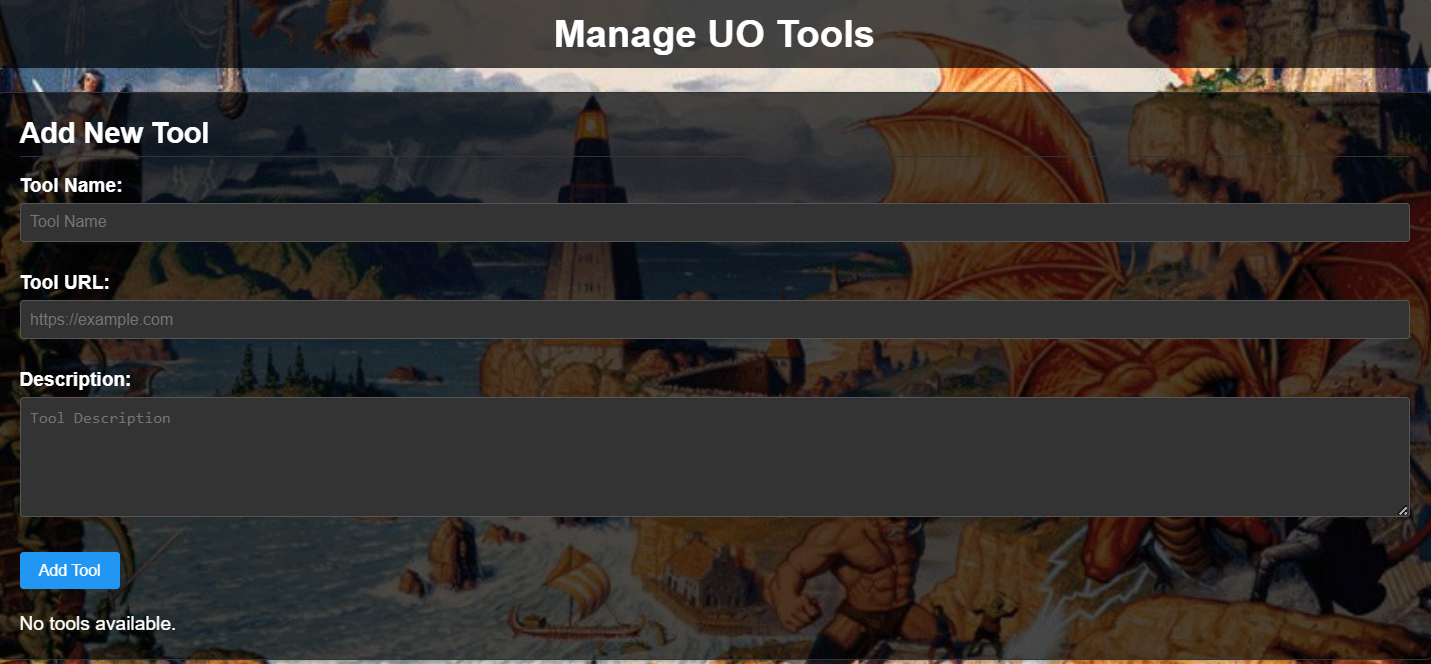 Manage UO Tools
Add New Tool
Tool Name:
Tool Name
Tool URL:
https://example.com
Description:
Tool Description
Add Tool
No tools available.